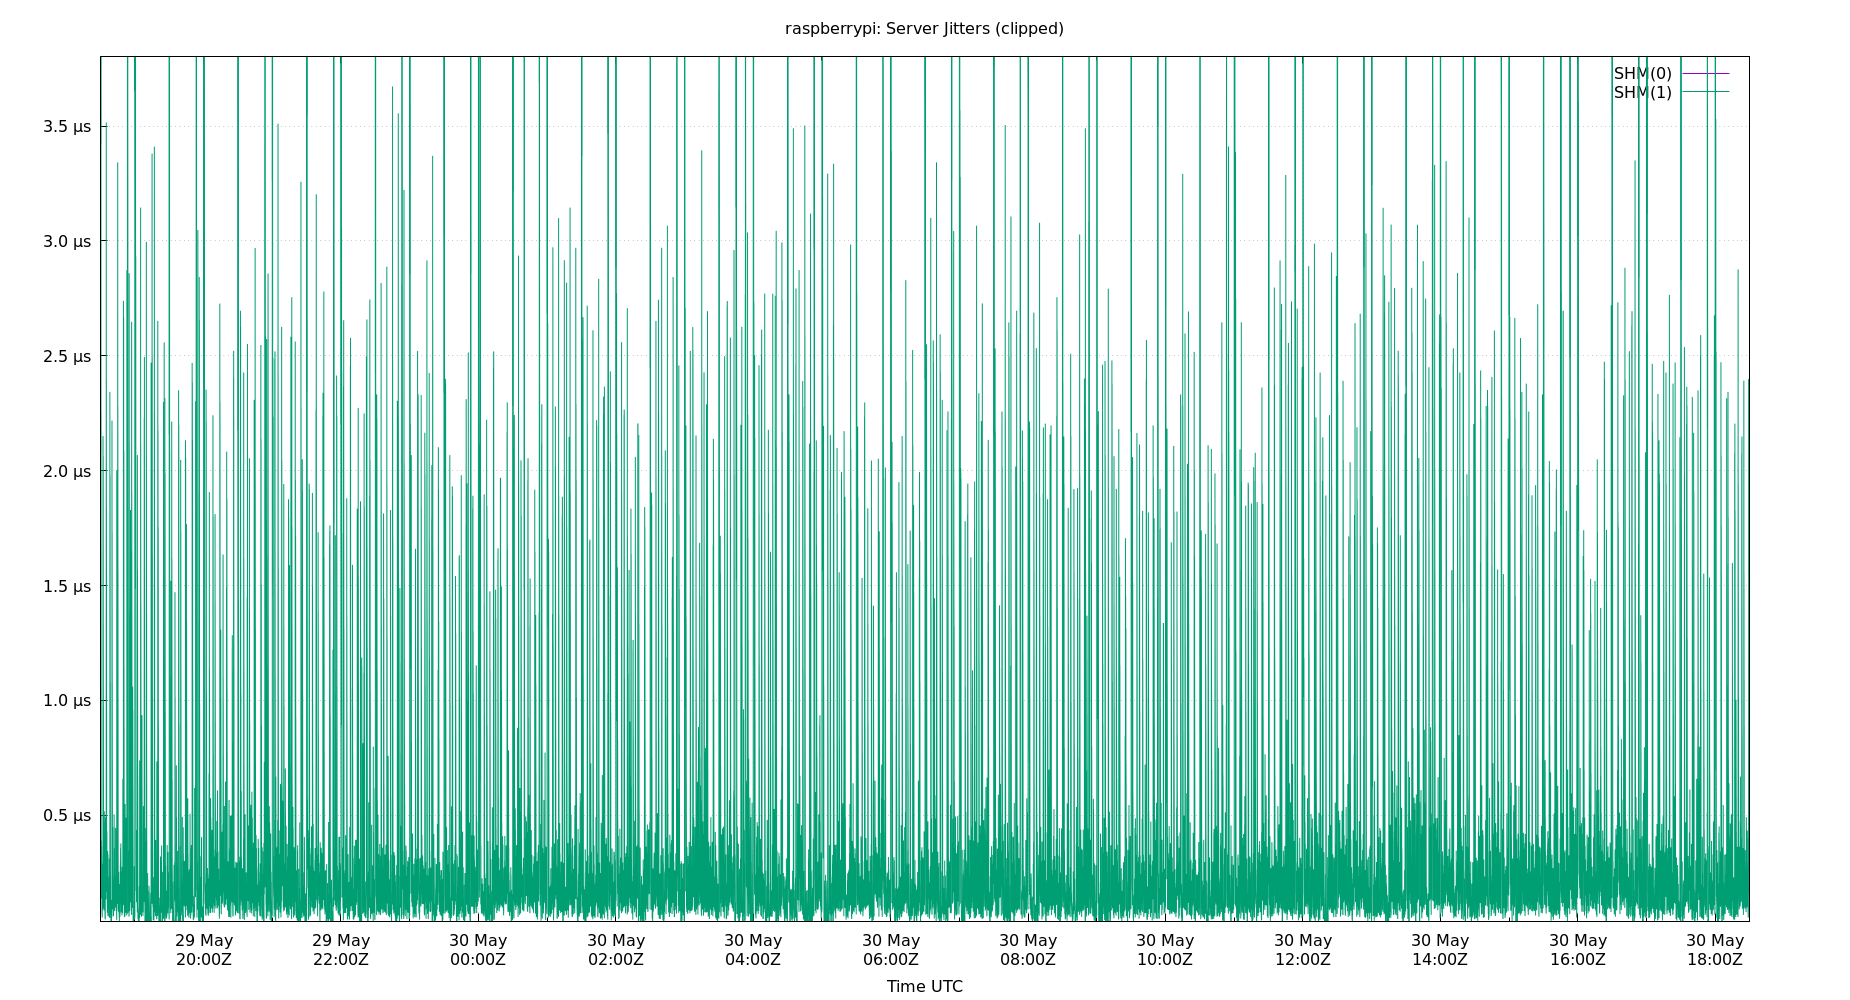 raspberrypi: Server Jitters (clipped)
SHM(0)
SHM(1)
3.5 µs
3.0 µs
2.5 µs
2.0 µs
1.5 µs
1.0 µs
0.5 µs
29 May 29 May 30 May 30 May 30 May 30 May 30 May 30 May 30 May 30 May 30 May 30 May
20:00Z 22:00Z 00:00Z 02:00Z 04:00Z 06:00Z 08:00Z 10:00Z 12:00Z 14:00Z 16:00Z 18:00Z
Time UTC